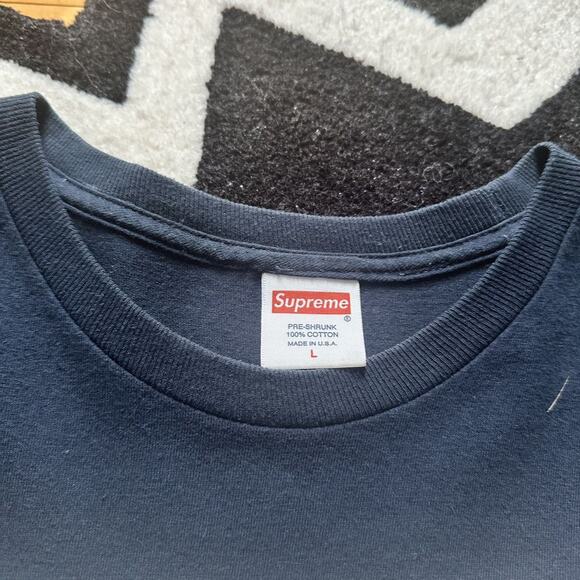 Supreme
®
PRE-SHRUNK
100% COTTON
MADE IN U.S.A.
L